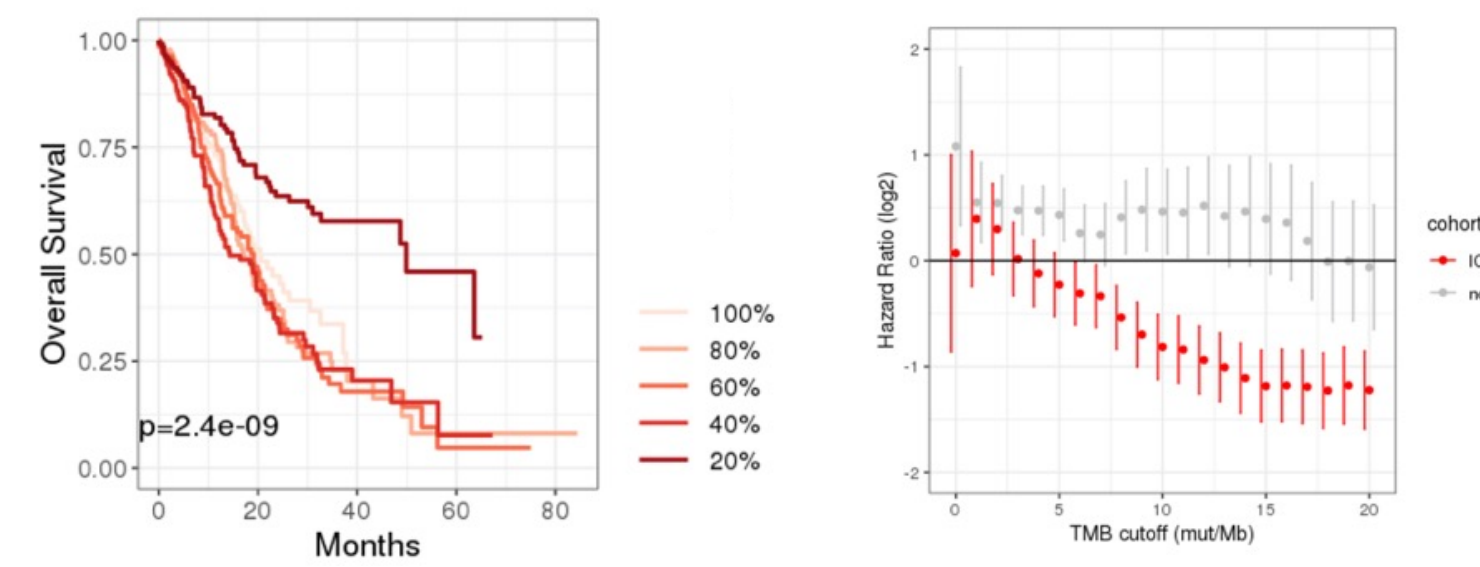 Overall Survival
1.00
0.75
0.50
0.25
0.00
p=2.4e-09
0 20 40 60 80
Months
100%
80%
60%
40%
20%
Hazard Ratio (log2)
2
1
0
-1
-2
0 5 10 15 20
TMB cutoff (mut/Mb)
cohort